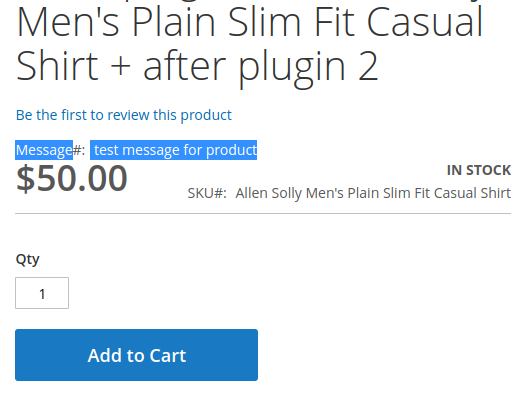 Men's Plain Slim Fit Casual
Shirt + after plugin 2
Be the first to review this product
Message#: test message for product
$50.00
IN STOCK
SKU#: Allen Solly Men's Plain Slim Fit Casual Shirt
Qty
1
Add to Cart